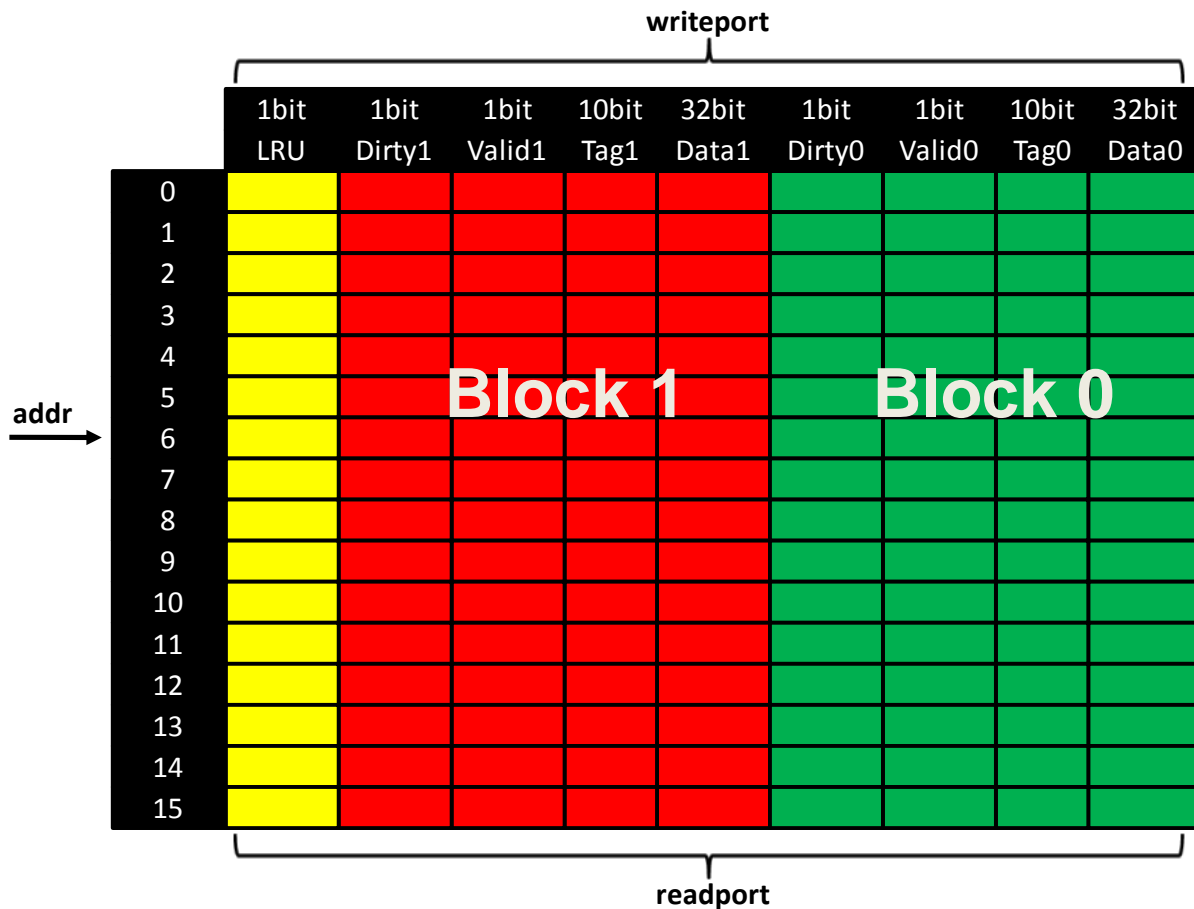 writeport
1bit 1bit 1bit 10bit 32bit 1bit 1bit 10bit 32bit
LRU Dirty1 Valid1 Tag1 Data1 Dirty0 Valid0 Tag0 Data0
0
1
2
3
4
5
Block 1 Block 0
addr
6
7
8
9
10
11
12
13
14
15
readport